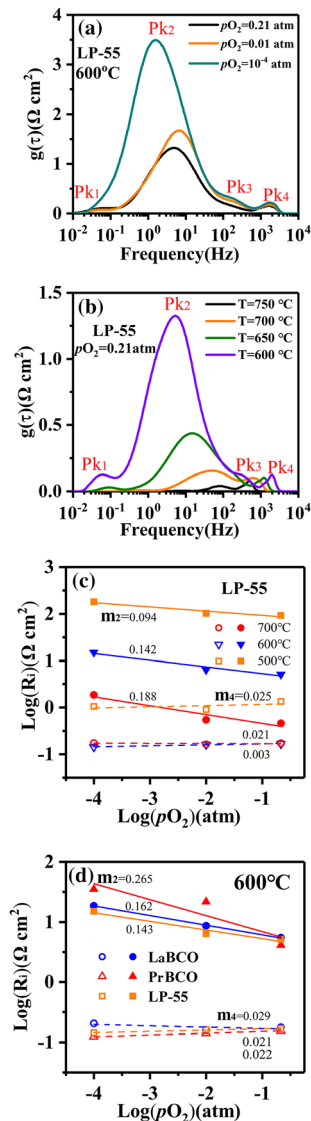 (a)
LP-55
600°C
pO₂=0.21 atm
pO₂=0.01 atm
pO₂=10⁻⁴ atm
Pk₂
Pk₁
Pk₃
Pk₄
g(τ)(Ω cm²)
4
3
2
1
0
10⁻² 10⁻¹ 10⁰ 10¹ 10² 10³ 10⁴
Frequency(Hz)
(b)
LP-55
pO₂=0.21atm
T=750 °C
T=700 °C
T=650 °C
T=600 °C
Pk₂
Pk₁
Pk₃
Pk₄
g(τ)(Ω cm²)
1.5
1.0
0.5
0.0
10⁻² 10⁻¹ 10⁰ 10¹ 10² 10³ 10⁴
Frequency(Hz)
(c)
LP-55
m₂=0.094
0.142
0.188
700°C
600°C
500°C
m₄=0.025
0.021
0.003
Log(Rᵢ)(Ω cm²)
3
2
1
0
-1
-4 -3 -2 -1
Log(pO₂)(atm)
(d)
600°C
m₂=0.265
0.162
0.143
LaBCO
PrBCO
LP-55
m₄=0.029
0.021
0.022
Log(Rᵢ)(Ω cm²)
2
1
0
-1
-4 -3 -2 -1
Log(pO₂)(atm)